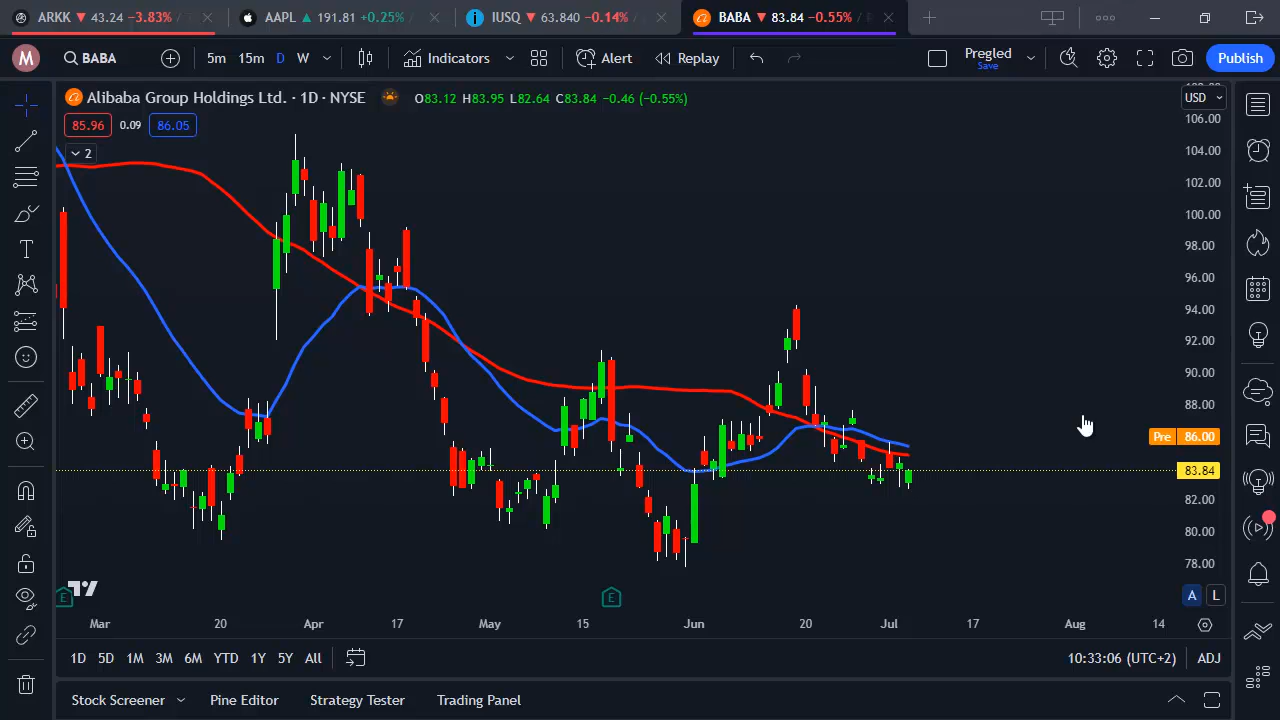 ARKK ▼ 43.24 −3.83% /
AAPL ▲ 191.81 +0.25% /
IUSQ ▼ 63.840 −0.14% /
BABA ▼ 83.84 −0.55% /
M
BABA
5m 15m D W
Indicators
Alert
Replay
Pregled
Save
Publish
Alibaba Group Holdings Ltd. · 1D · NYSE
O83.12 H83.95 L82.64 C83.84 −0.46 (−0.55%)
USD
85.96 0.09 86.05
2
106.00
104.00
102.00
100.00
98.00
96.00
94.00
92.00
90.00
88.00
Pre 86.00
83.84
82.00
80.00
78.00
E
E
A L
Mar 20 Apr 17 May 15 Jun 20 Jul 17 Aug 14
1D 5D 1M 3M 6M YTD 1Y 5Y All
10:33:06 (UTC+2) ADJ
Stock Screener Pine Editor Strategy Tester Trading Panel